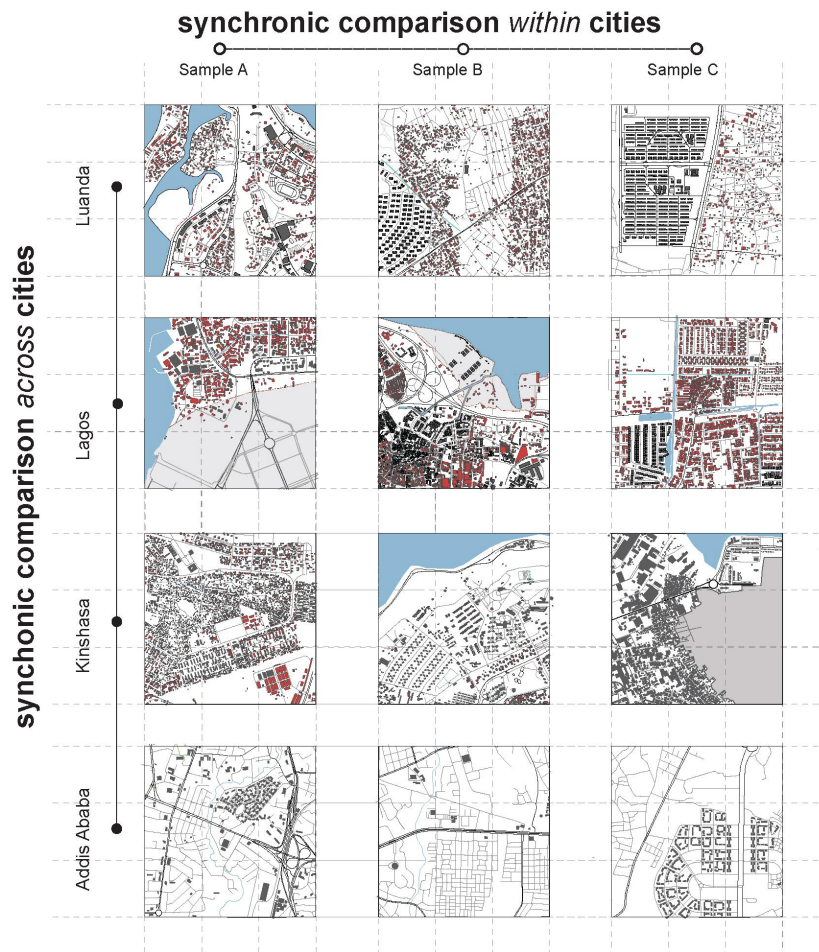 synchronic comparison within cities
Sample A
Sample B
Sample C
synchonic comparison across cities
Luanda
Lagos
Kinshasa
Addis Ababa